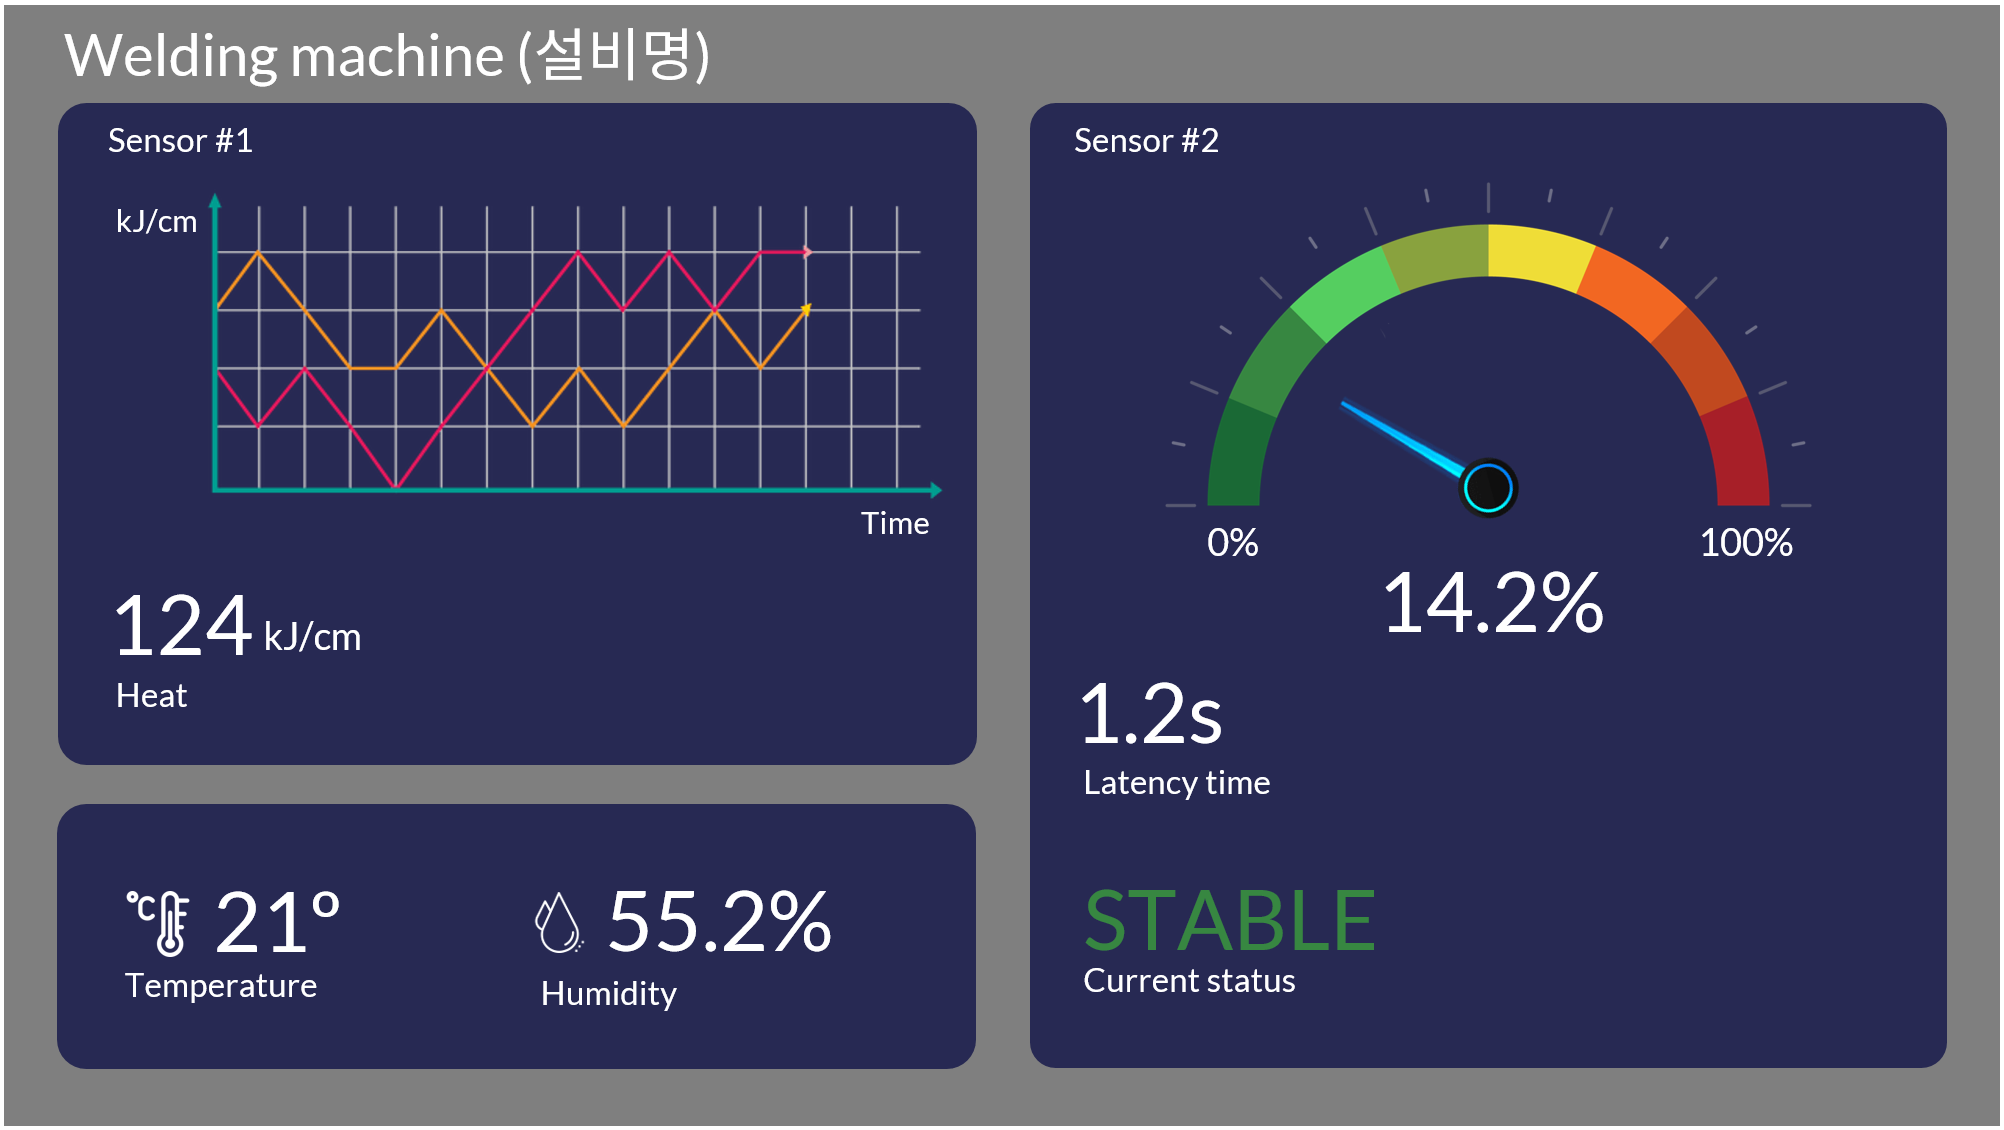 Welding machine (설비명)
Sensor #1
kJ/cm
Time
124 kJ/cm
Heat
°C 21°
Temperature
55.2%
Humidity
Sensor #2
0%
100%
14.2%
1.2s
Latency time
STABLE
Current status